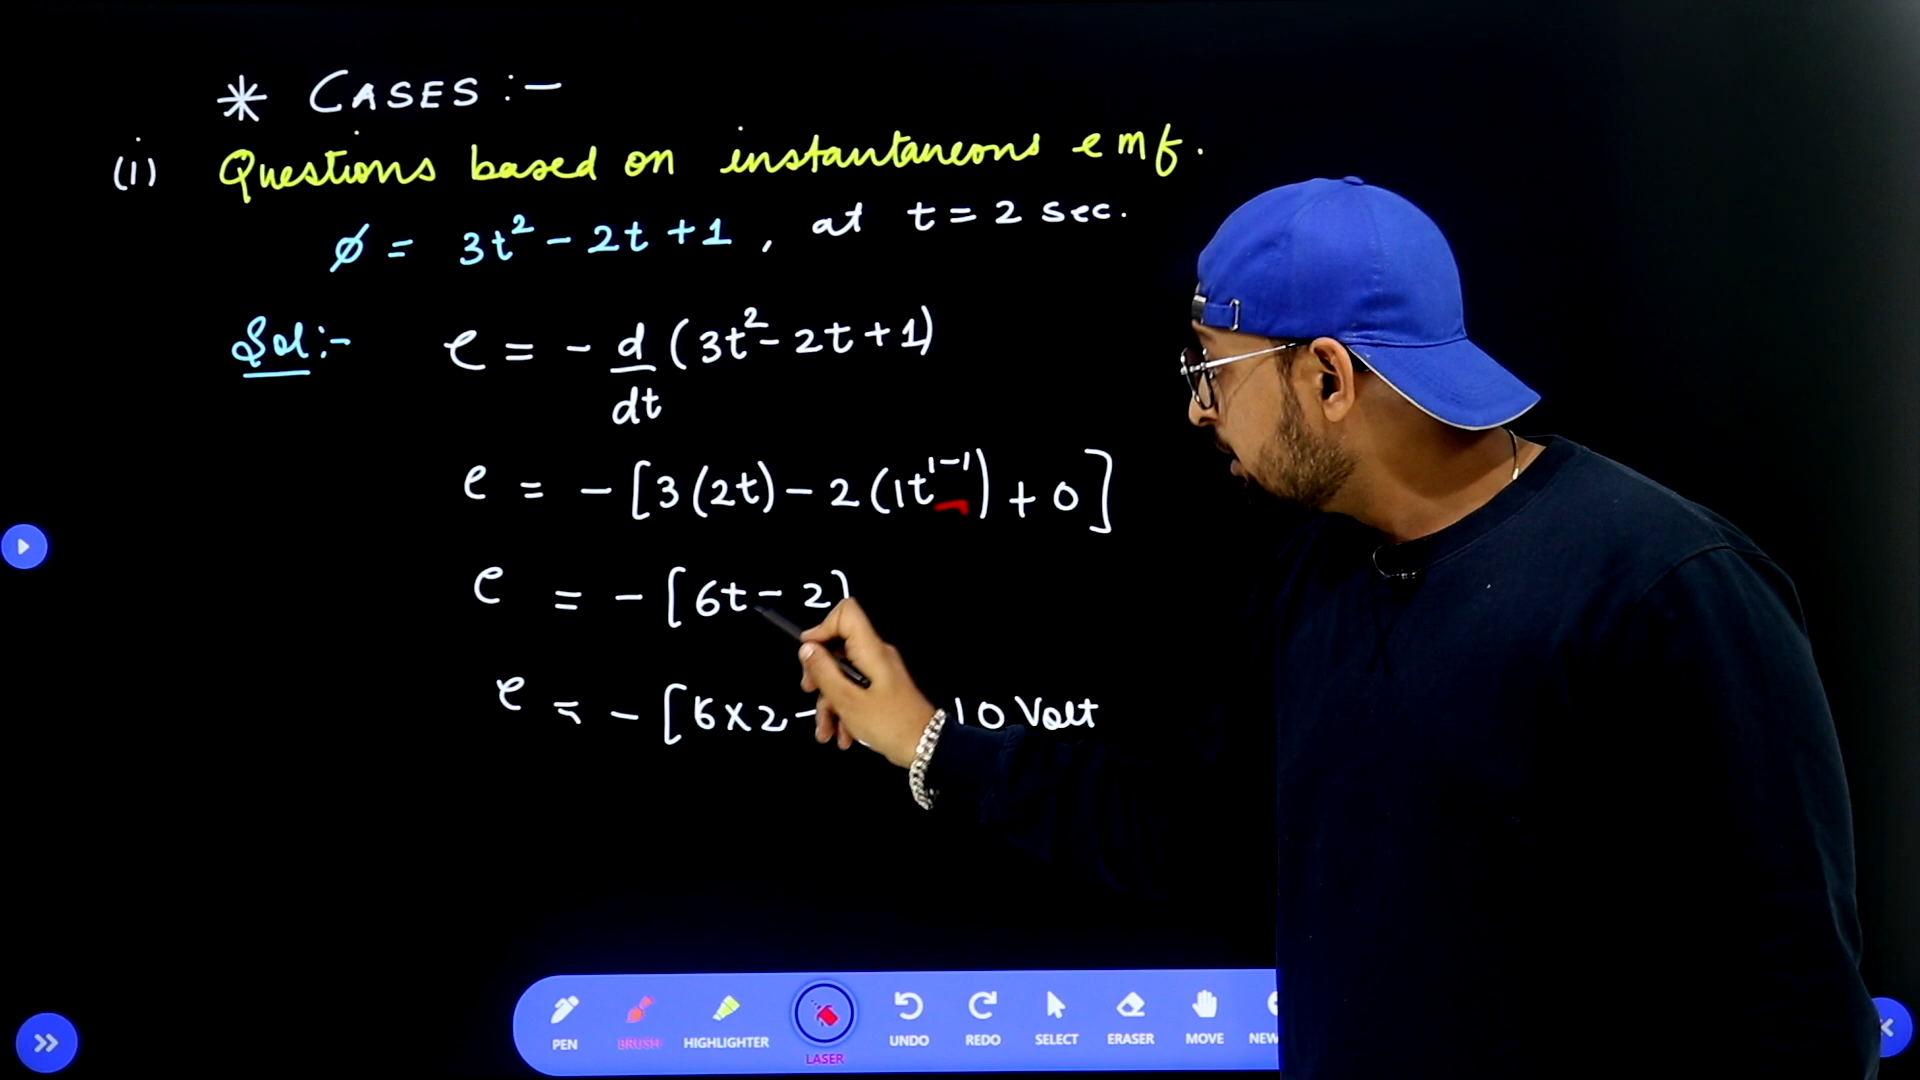 * CASES :-
(i) Questions based on instantaneous emf.
ø = 3t² - 2t + 1 , at t = 2 sec.
Sol :- e = - d/dt (3t² - 2t + 1)
e = - [3(2t) - 2(1t¹⁻¹) + 0]
e = - [6t - 2]
e = - [6x2 - 10 Volt
PEN BRUSH HIGHLIGHTER LASER UNDO REDO SELECT ERASER MOVE NEW